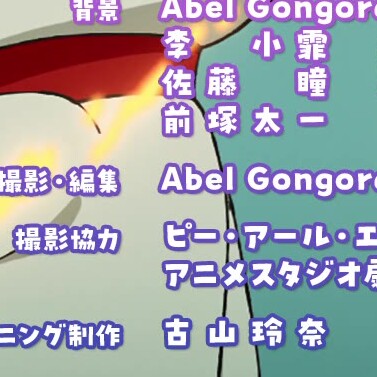 背景 Abel Gongora
李 小霏
佐藤 瞳
前塚太一
撮影・編集 Abel Gongora
撮影協力 ピー・アール・エ
アニメスタジオ
ニング制作 古山玲奈